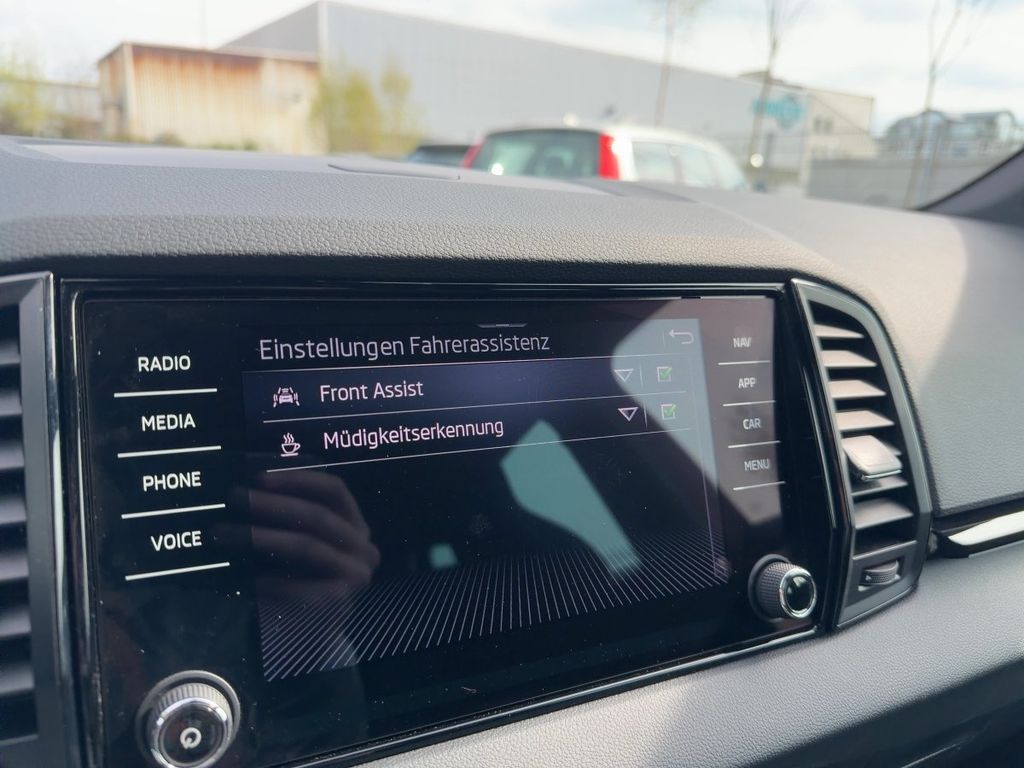 Einstellungen Fahrerassistenz
Front Assist
Müdigkeitserkennung
RADIO
MEDIA
PHONE
VOICE
NAV
APP
CAR
MENU